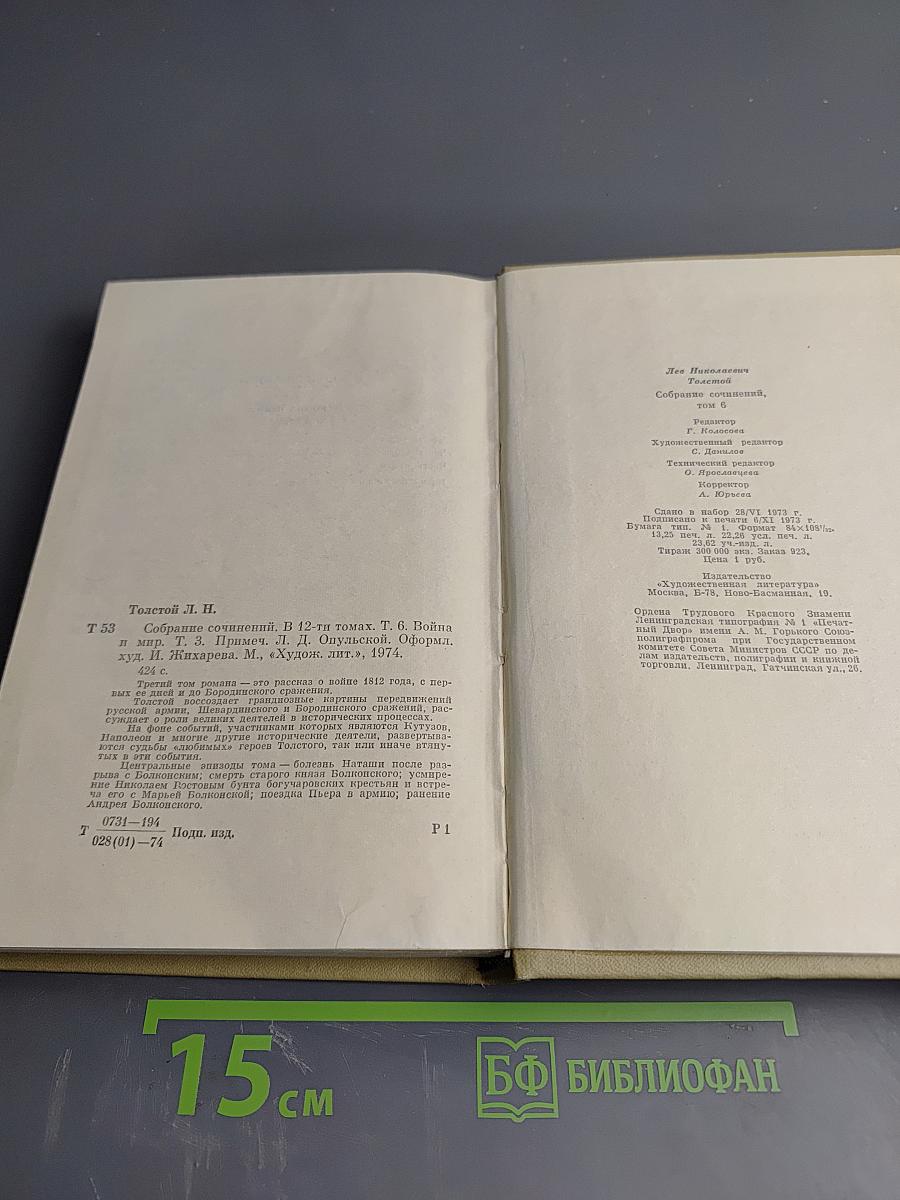 Толстой Л. Н.
Т 53 Собрание сочинений. В 12-ти томах. Т. 6. Война
и мир. Т. 3. Примеч. Л. Д. Опульской. Оформл.
худ. И. Жихарева. М., «Худож. лит.», 1974.
424 с.
Третий том романа — это рассказ о войне 1812 года, с пер-
вых ее дней и до Бородинского сражения.
Толстой воссоздает грандиозные картины передвижений
русской армии, Шевардинского и Бородинского сражений, рас-
суждает о роли великих деятелей в исторических процессах.
На фоне событий, участниками которых являются Кутузов,
Наполеон и многие другие исторические деятели, развертыва-
ются судьбы «любимых» героев Толстого, так или иначе втяну-
тых в эти события.
Центральные эпизоды тома — болезнь Наташи после раз-
рыва с Болконским; смерть старого князя Болконского; усмире-
ние Николаем Ростовым бунта богучаровских крестьян и встре-
ча его с Марьей Болконской; поездка Пьера в армию; ранение
Андрея Болконского.
Т 0731—194
028(01)—74 Подп. изд. Р 1
Лев Николаевич
Толстой
Собрание сочинений,
том 6
Редактор
Г. Колосова
Художественный редактор
С. Данилов
Технический редактор
О. Ярославцева
Корректор
А. Юрьева
Сдано в набор 28/VI 1973 г.
Подписано к печати 6/XI 1973 г.
Бумага тип. № 1. Формат 84×108¹/₃₂.
13,25 печ. л. 22,26 усл. печ. л.
23,62 уч.-изд. л.
Тираж 300 000 экз. Заказ 923.
Цена 1 руб.
Издательство
«Художественная литература»
Москва, Б-78, Ново-Басманная, 19.
Ордена Трудового Красного Знамени
Ленинградская типография № 1 «Печат-
ный Двор» имени А. М. Горького Союз-
полиграфпрома при Государственном
комитете Совета Министров СССР по де-
лам издательств, полиграфии и книжной
торговли. Ленинград, Гатчинская ул., 26.
15 см
БФ БИБЛИОФАН